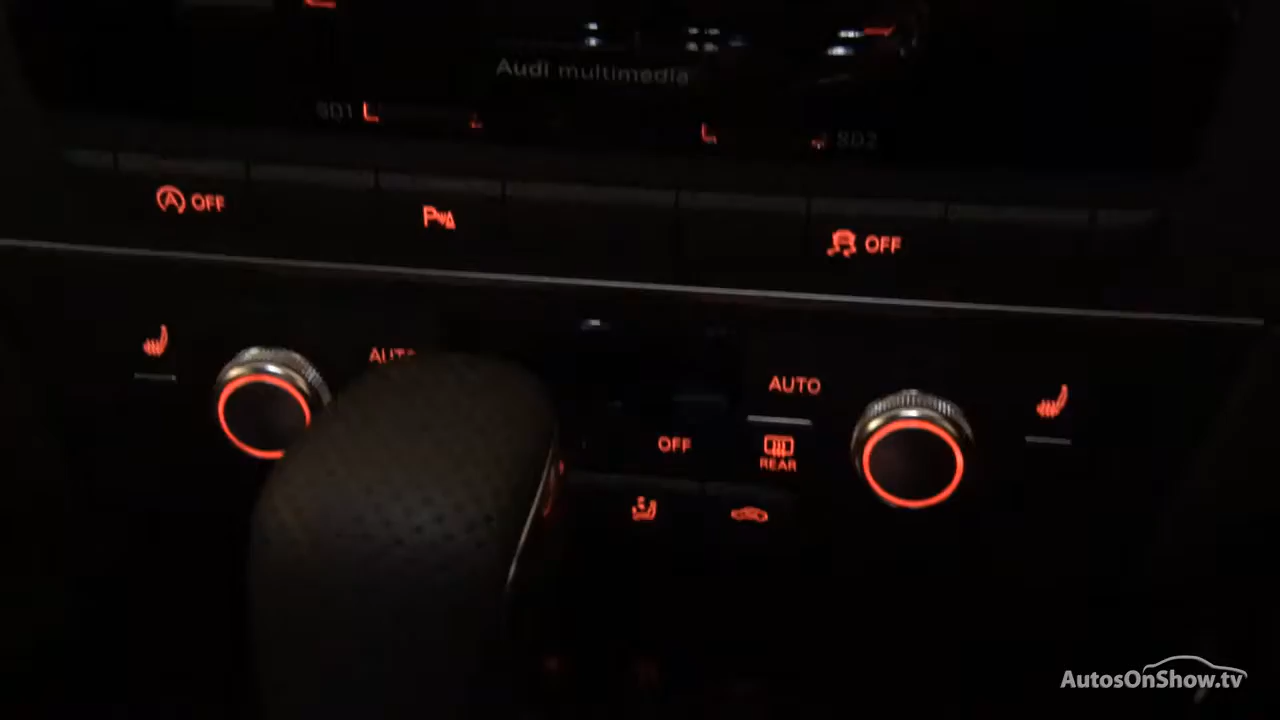 Audi multimedia
SD1
SD2
A OFF
P
OFF
AUTO
AUTO
OFF
REAR
AutosOnShow.tv